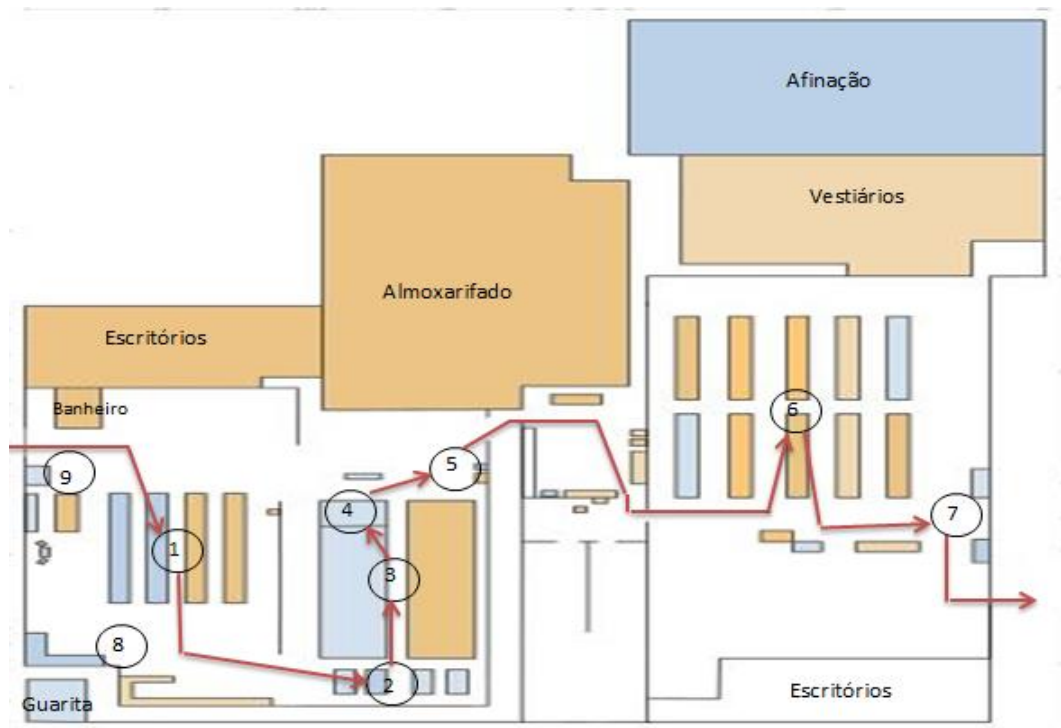 Afinação
Vestiários
Almoxarifado
Escritórios
Banheiro
5
6
9
4
7
1
3
8
2
Guarita
Escritórios